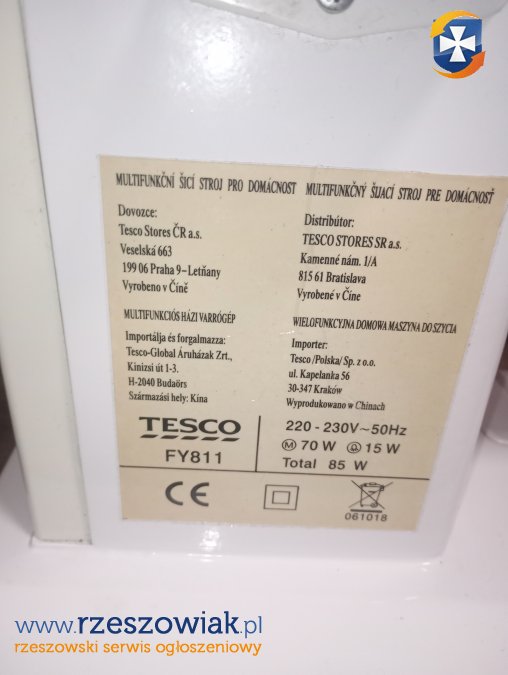 MULTIFUNKČNÍ ŠICÍ STROJ PRO DOMÁCNOST
Dovozce:
Tesco Stores ČR a.s.
Veselská 663
199 06 Praha 9-Letňany
Vyrobeno v Číně
MULTIFUNKČNÝ ŠIJACÍ STROJ PRE DOMÁCNOSŤ
Distribútor:
TESCO STORES SR a.s.
Kamenné nám. 1/A
815 61 Bratislava
Vyrobené v Číne
MULTIFUNKCIÓS HÁZI VARRÓGÉP
Importálja és forgalmazza:
Tesco-Global Áruházak Zrt.,
Kinizsi út 1-3.
H-2040 Budaörs
Származási hely: Kína
WIELOFUNKCYJNA DOMOWA MASZYNA DO SZYCIA
Importer:
Tesco /Polska/ Sp. z o.o.
ul. Kapelanka 56
30-347 Kraków
Wyprodukowano w Chinach
TESCO
FY811
220 - 230V~50Hz
M 70 W 15 W
Total 85 W
CE
061018
www.rzeszowiak.pl
rzeszowski serwis ogłoszeniowy